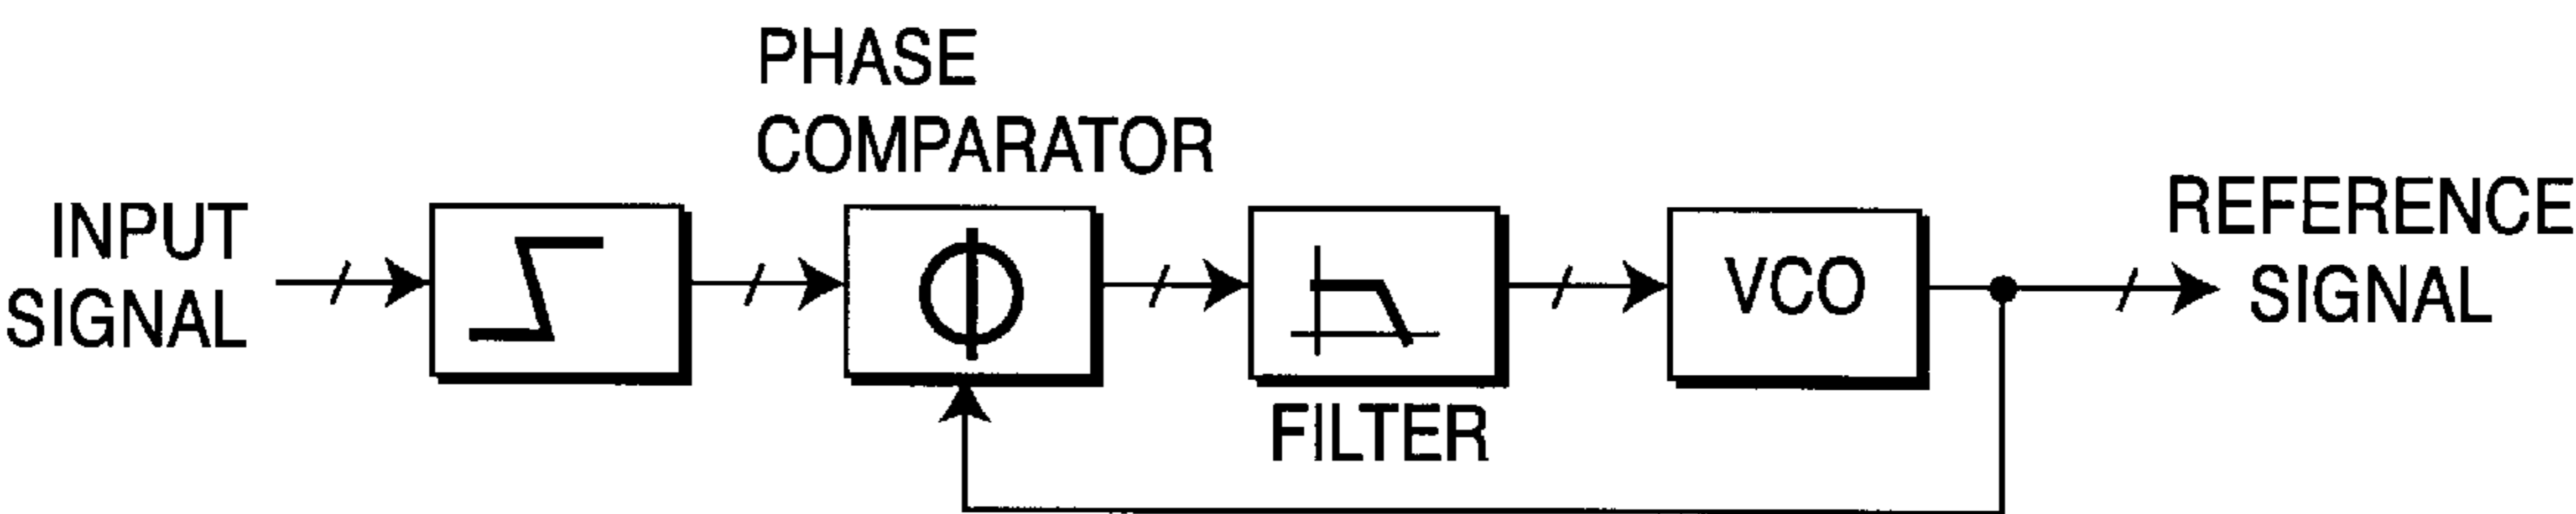 PHASE
COMPARATOR
INPUT
SIGNAL
Φ
FILTER
VCO
REFERENCE
SIGNAL